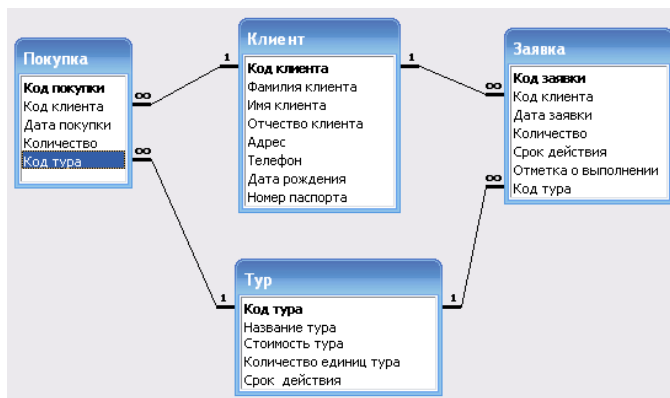 Покупка
Код покупки
Код клиента
Дата покупки
Количество
Код тура
Клиент
Код клиента
Фамилия клиента
Имя клиента
Отчество клиента
Адрес
Телефон
Дата рождения
Номер паспорта
Заявка
Код заявки
Код клиента
Дата заявки
Количество
Срок действия
Отметка о выполнении
Код тура
Тур
Код тура
Название тура
Стоимость тура
Количество единиц тура
Срок действия
1
∞
1
∞
∞
1
∞
1